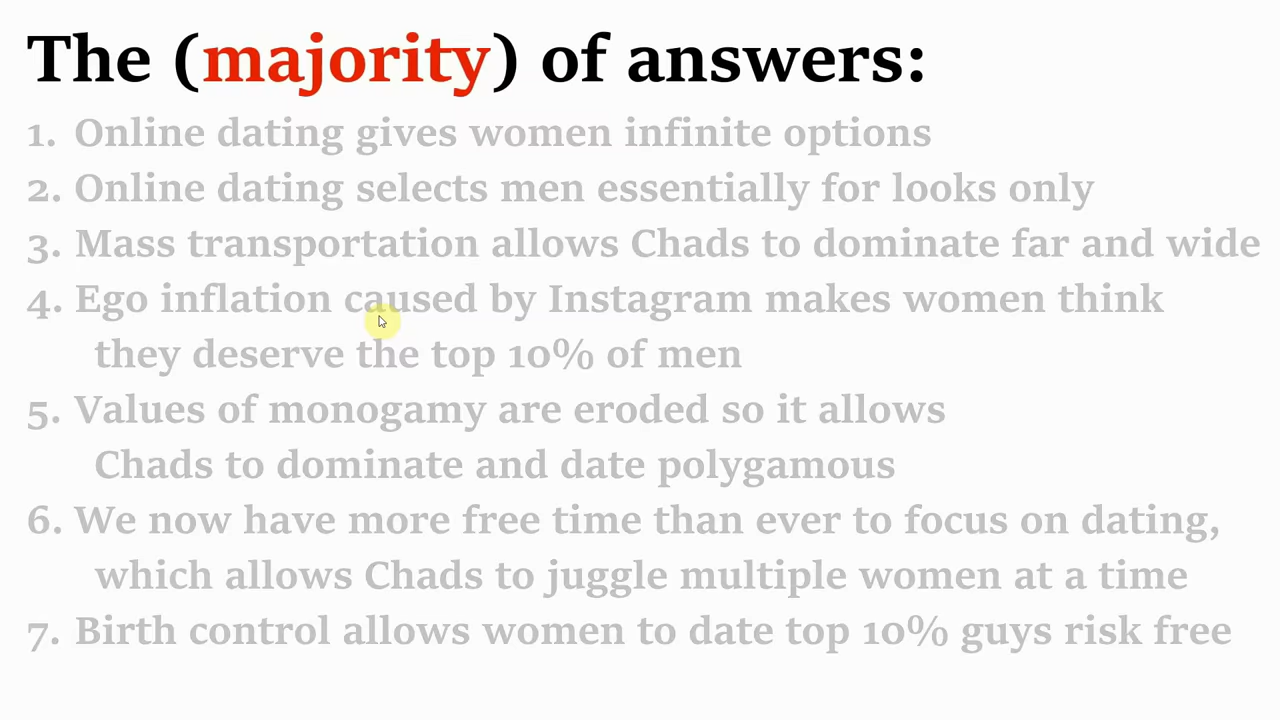 The (majority) of answers:
1. Online dating gives women infinite options
2. Online dating selects men essentially for looks only
3. Mass transportation allows Chads to dominate far and wide
4. Ego inflation caused by Instagram makes women think
they deserve the top 10% of men
5. Values of monogamy are eroded so it allows
Chads to dominate and date polygamous
6. We now have more free time than ever to focus on dating,
which allows Chads to juggle multiple women at a time
7. Birth control allows women to date top 10% guys risk free